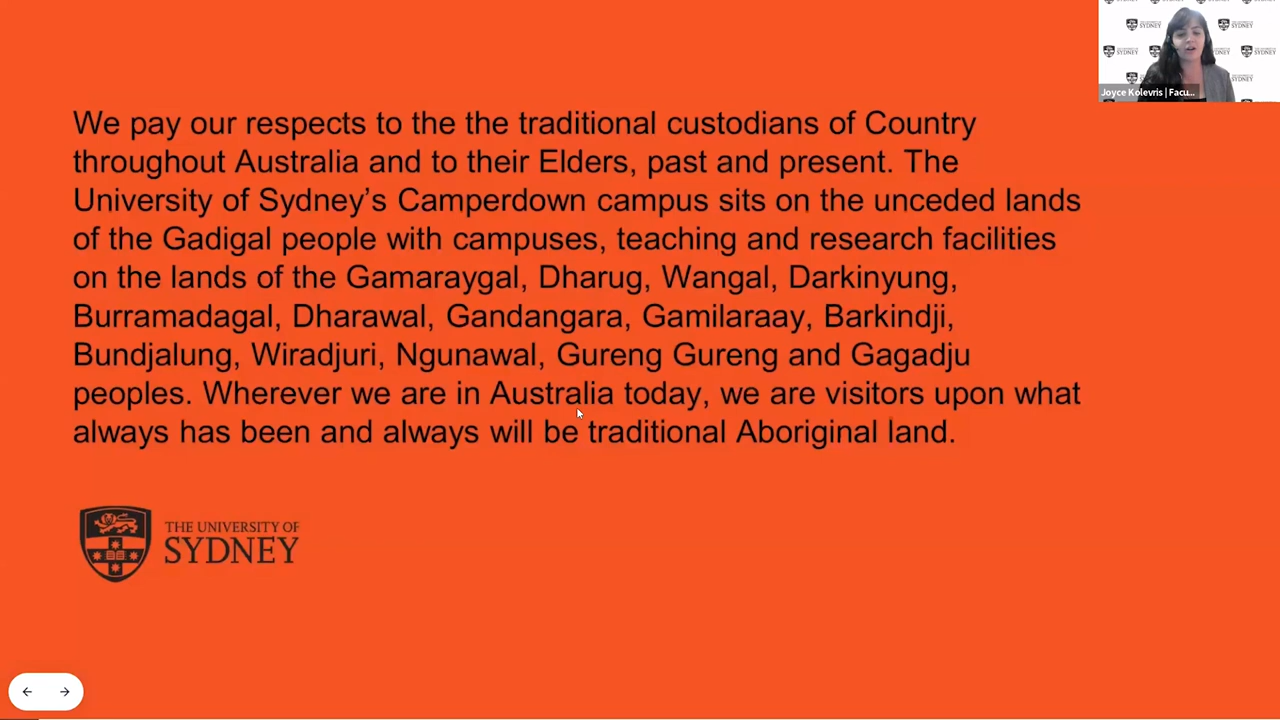 We pay our respects to the the traditional custodians of Country
throughout Australia and to their Elders, past and present. The
University of Sydney’s Camperdown campus sits on the unceded lands
of the Gadigal people with campuses, teaching and research facilities
on the lands of the Gamaraygal, Dharug, Wangal, Darkinyung,
Burramadagal, Dharawal, Gandangara, Gamilaraay, Barkindji,
Bundjalung, Wiradjuri, Ngunawal, Gureng Gureng and Gagadju
peoples. Wherever we are in Australia today, we are visitors upon what
always has been and always will be traditional Aboriginal land.
THE UNIVERSITY OF
SYDNEY
SYDNEY SYDNEY
SYDNEY SYDNEY
Joyce Kolevris | Facu...